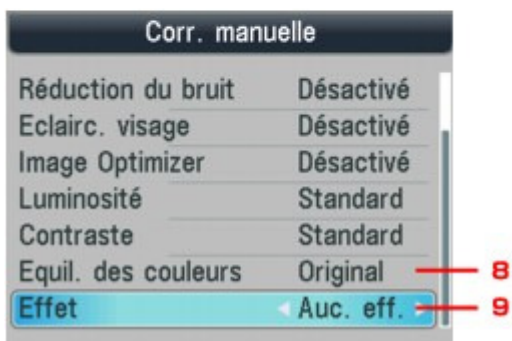 Corr. manuelle
Réduction du bruit Désactivé
Eclairc. visage Désactivé
Image Optimizer Désactivé
Luminosité Standard
Contraste Standard
Equil. des couleurs Original 8
Effet Auc. eff. 9